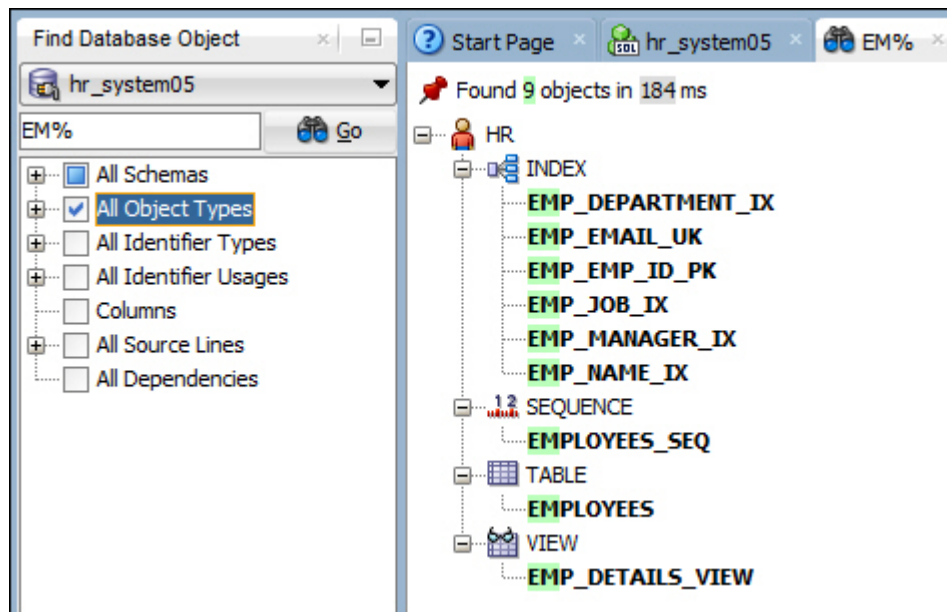 Find Database Object
hr_system05
EM%
Go
All Schemas
All Object Types
All Identifier Types
All Identifier Usages
Columns
All Source Lines
All Dependencies
Start Page
hr_system05
EM%
Found 9 objects in 184 ms
HR
INDEX
EMP_DEPARTMENT_IX
EMP_EMAIL_UK
EMP_EMP_ID_PK
EMP_JOB_IX
EMP_MANAGER_IX
EMP_NAME_IX
SEQUENCE
EMPLOYEES_SEQ
TABLE
EMPLOYEES
VIEW
EMP_DETAILS_VIEW